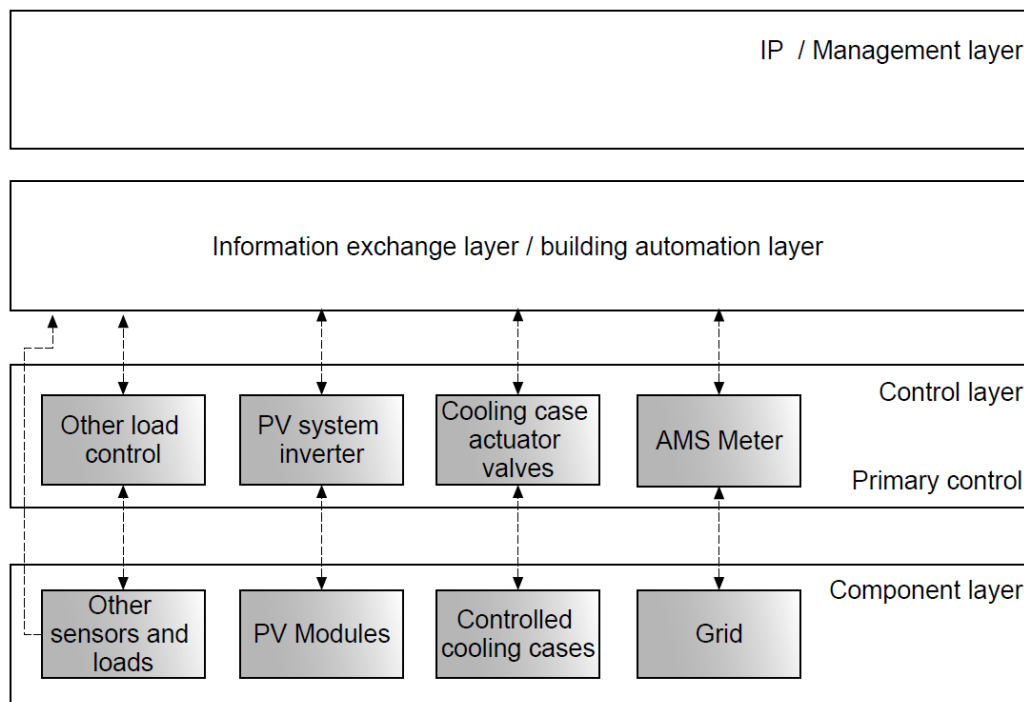 IP / Management layer
Information exchange layer / building automation layer
Control layer
Other load
control
PV system
inverter
Cooling case
actuator
valves
AMS Meter
Primary control
Component layer
Other
sensors and
loads
PV Modules
Controlled
cooling cases
Grid